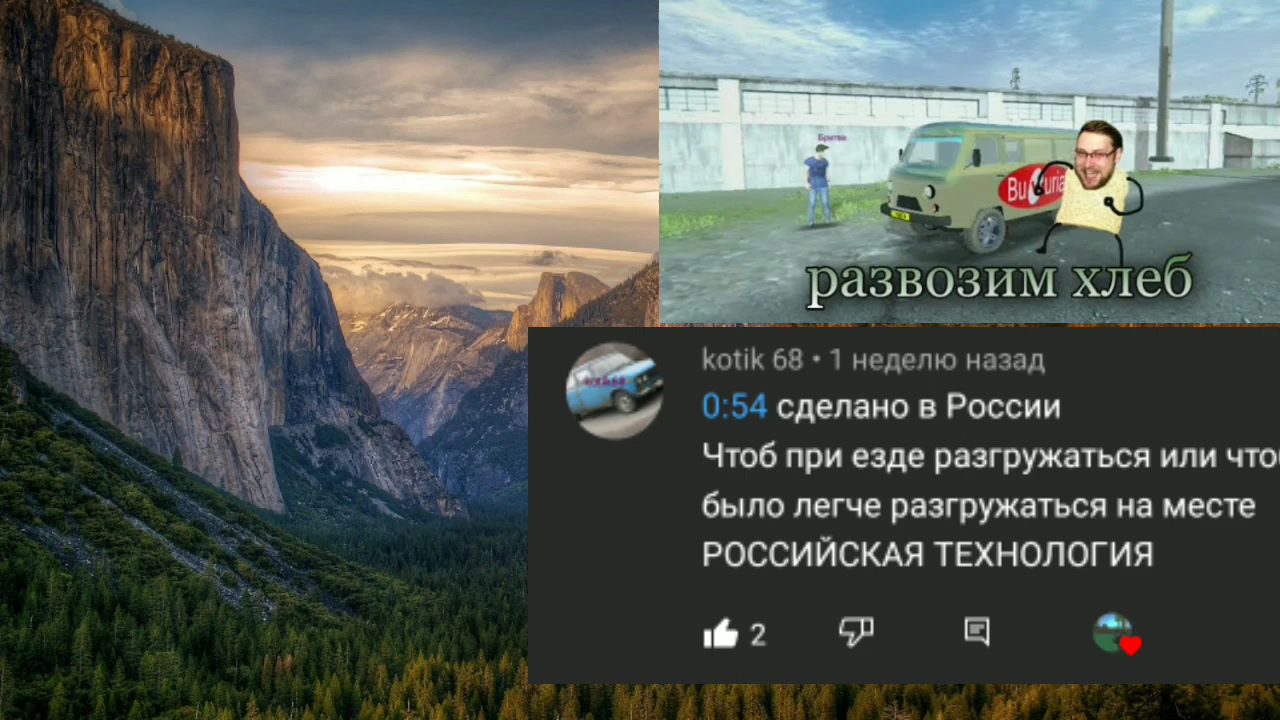 Бритва
развозим хлеб
kotik 68 • 1 неделю назад
0:54 сделано в России
Чтоб при езде разгружаться или что
было легче разгружаться на месте
РОССИЙСКАЯ ТЕХНОЛОГИЯ
2